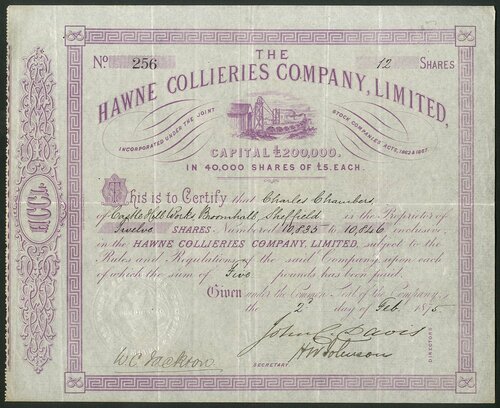 No. 256 THE 12 SHARES
HAWNE COLLIERIES COMPANY, LIMITED,
INCORPORATED UNDER THE JOINT STOCK COMPANIES ACTS, 1862 & 1867.
CAPITAL £200,000.
IN 40,000 SHARES OF £5, EACH.
This is to Certify that Charles Chambers
of Castle Hill Works Broomhall, Sheffield is the Proprietor of
Twelve SHARES Numbered 10,835 to 10,846 inclusive,
in the HAWNE COLLIERIES COMPANY, LIMITED, subject to the
Rules and Regulations of the said Company, upon each
of which the sum of Five pounds has been paid.
Given under the Common Seal of the Company,
the 2d day of Feb. 1875
John C. Davis
W.C. Jackson
SECRETARY.
DIRECTORS
H.C.C.L.